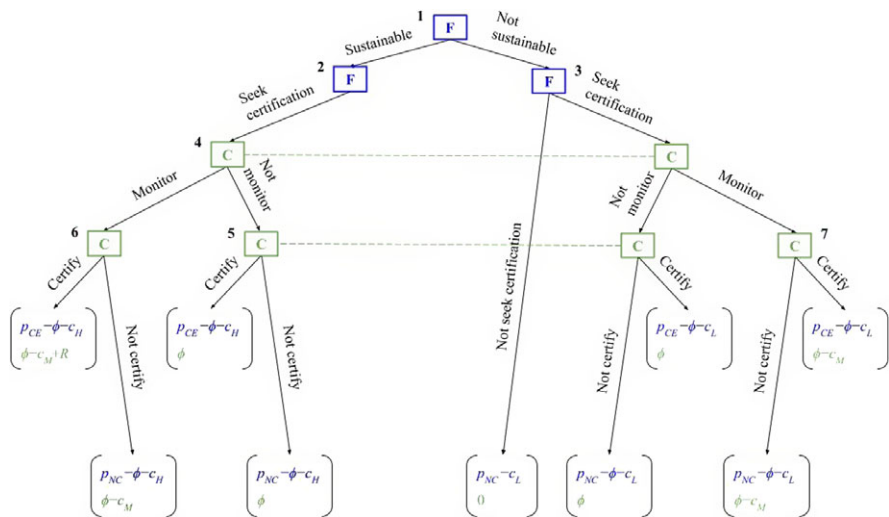 1
F
Sustainable
Not
sustainable
2
F
F
3
Seek
certification
Seek
certification
4
C
C
Monitor
Not
monitor
Not
monitor
Monitor
6
C
5
C
C
C
7
Certify
Not certify
Certify
Not certify
Not seek certification
Not certify
Certify
Not certify
Certify
p_CE−ϕ−c_H
ϕ−c_M+R
p_CE−ϕ−c_H
ϕ
p_CE−ϕ−c_L
ϕ
p_CE−ϕ−c_L
ϕ−c_M
p_NC−ϕ−c_H
ϕ−c_M
p_NC−ϕ−c_H
ϕ
p_NC−c_L
0
p_NC−ϕ−c_L
ϕ
p_NC−ϕ−c_L
ϕ−c_M